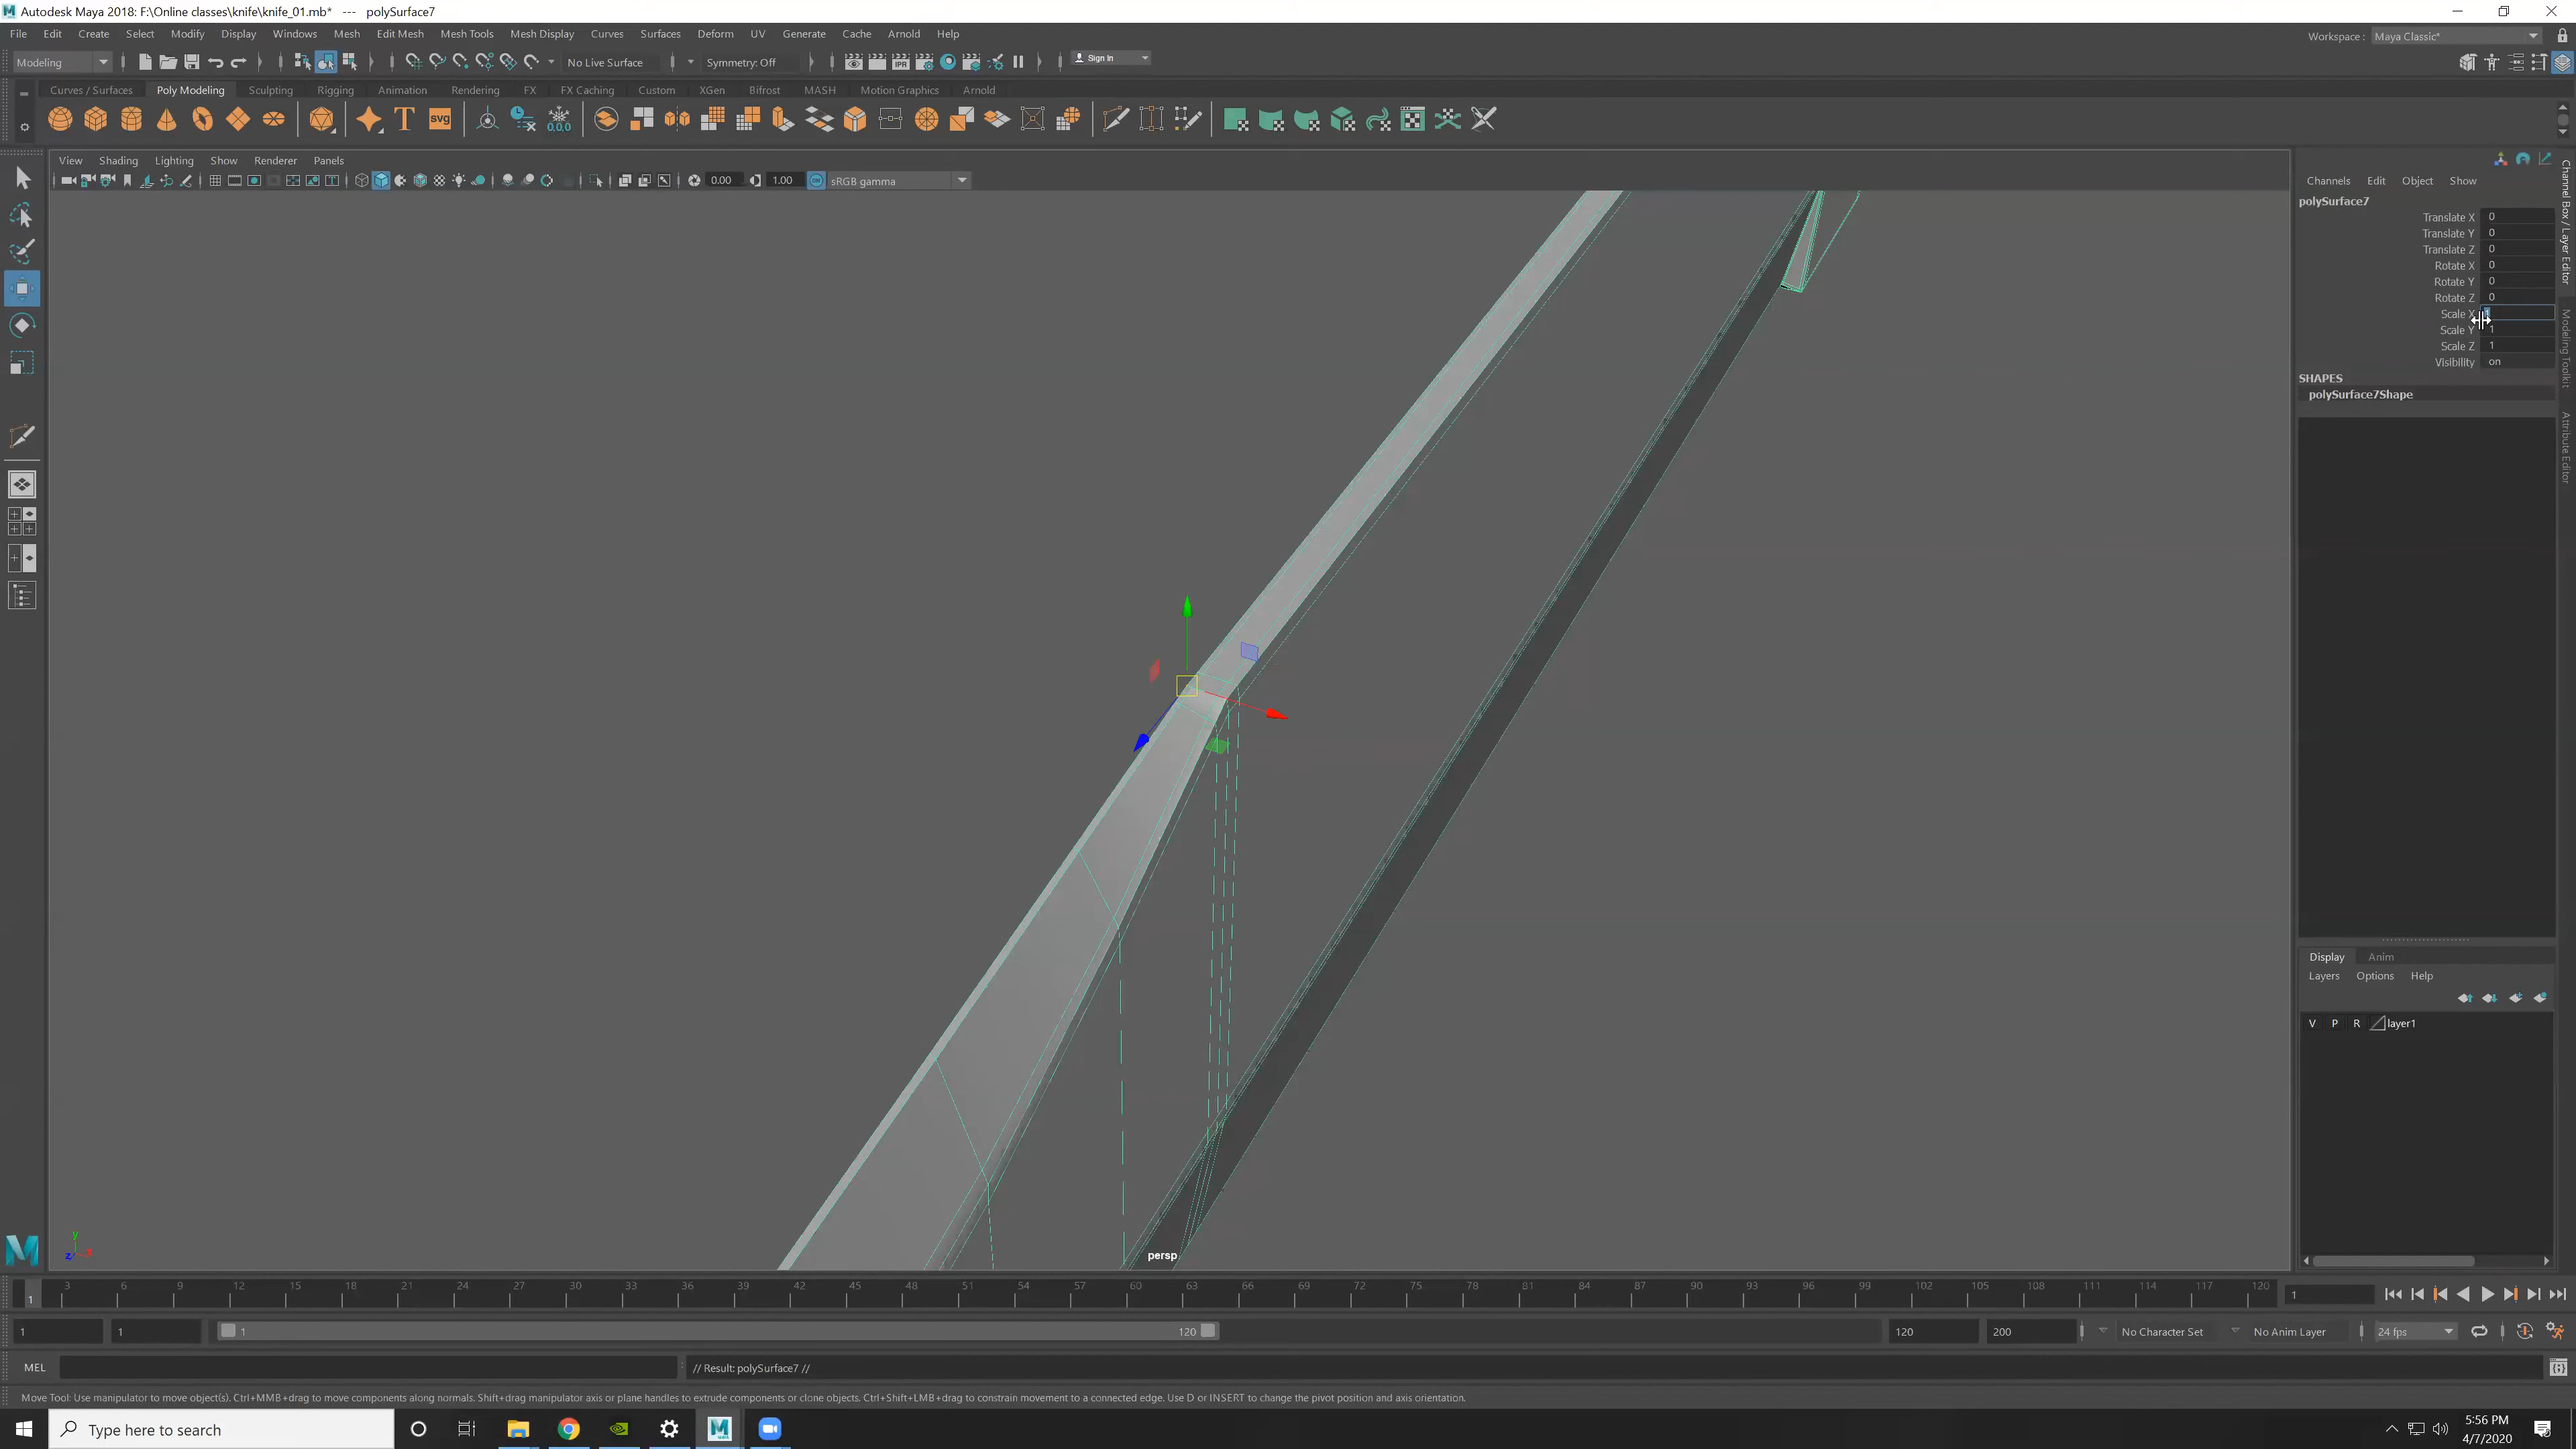 Autodesk Maya 2018: F:\Online classes\knife\knife_01.mb* --- polySurface7
File Edit Create Select Modify Display Windows Mesh Edit Mesh Mesh Tools Mesh Display Curves Surfaces Deform UV Generate Cache Arnold Help
Workspace : Maya Classic*
Modeling No Live Surface Symmetry: Off Sign In
Curves / Surfaces Poly Modeling Sculpting Rigging Animation Rendering FX FX Caching Custom XGen Bifrost MASH Motion Graphics Arnold
View Shading Lighting Show Renderer Panels
0.00 1.00 sRGB gamma
Channels Edit Object Show
polySurface7
Translate X 0
Translate Y 0
Translate Z 0
Rotate X 0
Rotate Y 0
Rotate Z 0
Scale X
Scale Y 1
Scale Z 1
Visibility on
SHAPES
polySurface7Shape
Channel Box / Layer Editor
Modeling Toolkit
Attribute Editor
Display Anim
Layers Options Help
V P R layer1
persp
3 6 9 12 15 18 21 24 27 30 33 36 39 42 45 48 51 54 57 60 63 66 69 72 75 78 81 84 87 90 93 96 99 102 105 108 111 114 117 120
1 1
1 1 1 120 120 200 No Character Set No Anim Layer 24 fps
MEL // Result: polySurface7 //
Move Tool: Use manipulator to move object(s). Ctrl+MMB+drag to move components along normals. Shift+drag manipulator axis or plane handles to extrude components or clone objects. Ctrl+Shift+LMB+drag to constrain movement to a connected edge. Use D or INSERT to change the pivot position and axis orientation.
Type here to search
5:56 PM
4/7/2020